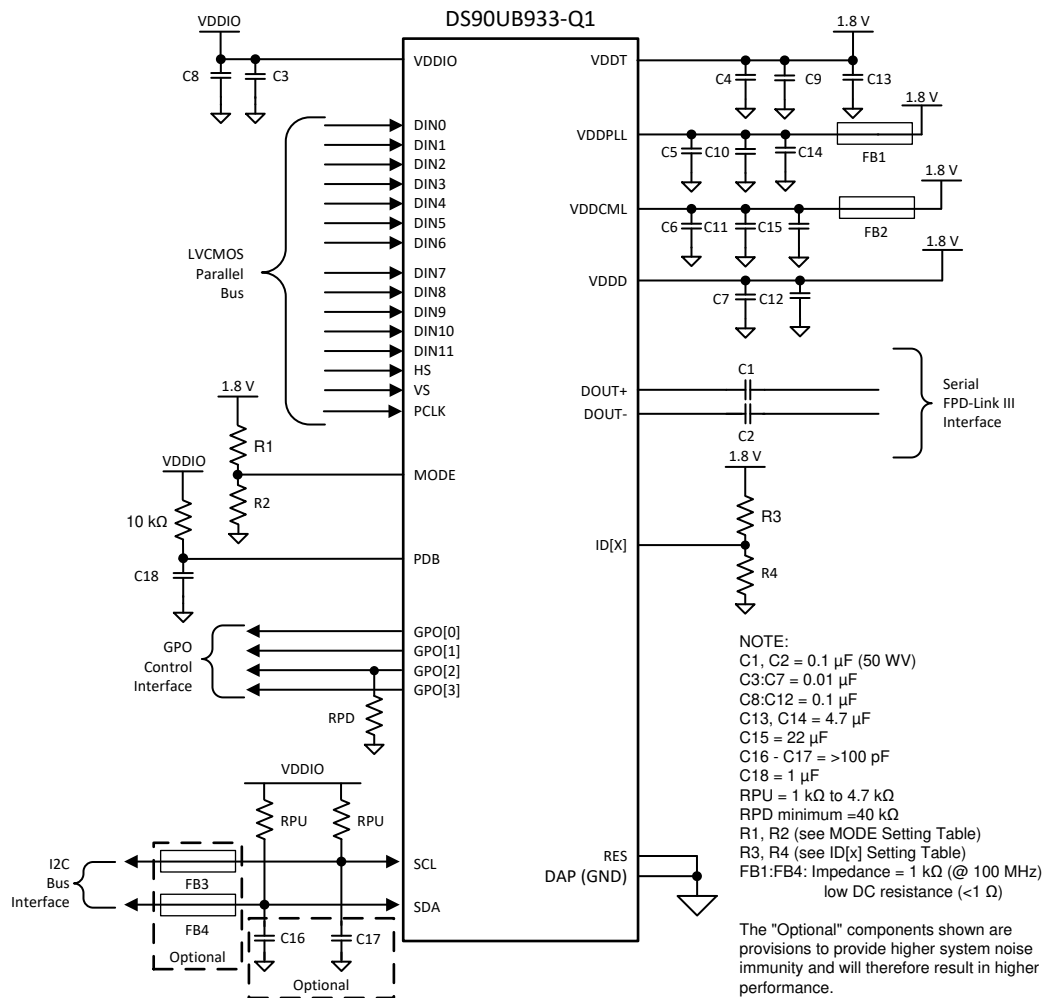 DS90UB933-Q1
VDDIO
C8
C3
VDDIO
LVCMOS
Parallel
Bus
DIN0
DIN1
DIN2
DIN3
DIN4
DIN5
DIN6
DIN7
DIN8
DIN9
DIN10
DIN11
HS
VS
PCLK
1.8 V
R1
R2
MODE
VDDIO
10 kΩ
C18
PDB
GPO
Control
Interface
GPO[0]
GPO[1]
GPO[2]
GPO[3]
RPD
VDDIO
RPU
RPU
I2C
Bus
Interface
FB3
FB4
Optional
SCL
SDA
C16
C17
Optional
VDDT
1.8 V
C4
C9
C13
VDDPLL
1.8 V
C5
C10
C14
FB1
VDDCML
1.8 V
C6
C11
C15
FB2
VDDD
1.8 V
C7
C12
DOUT+
DOUT-
C1
C2
Serial
FPD-Link III
Interface
1.8 V
R3
R4
ID[X]
RES
DAP (GND)
NOTE:
C1, C2 = 0.1 µF (50 WV)
C3:C7 = 0.01 µF
C8:C12 = 0.1 µF
C13, C14 = 4.7 µF
C15 = 22 µF
C16 - C17 = >100 pF
C18 = 1 µF
RPU = 1 kΩ to 4.7 kΩ
RPD minimum =40 kΩ
R1, R2 (see MODE Setting Table)
R3, R4 (see ID[x] Setting Table)
FB1:FB4: Impedance = 1 kΩ (@ 100 MHz)
low DC resistance (<1 Ω)
The "Optional" components shown are
provisions to provide higher system noise
immunity and will therefore result in higher
performance.